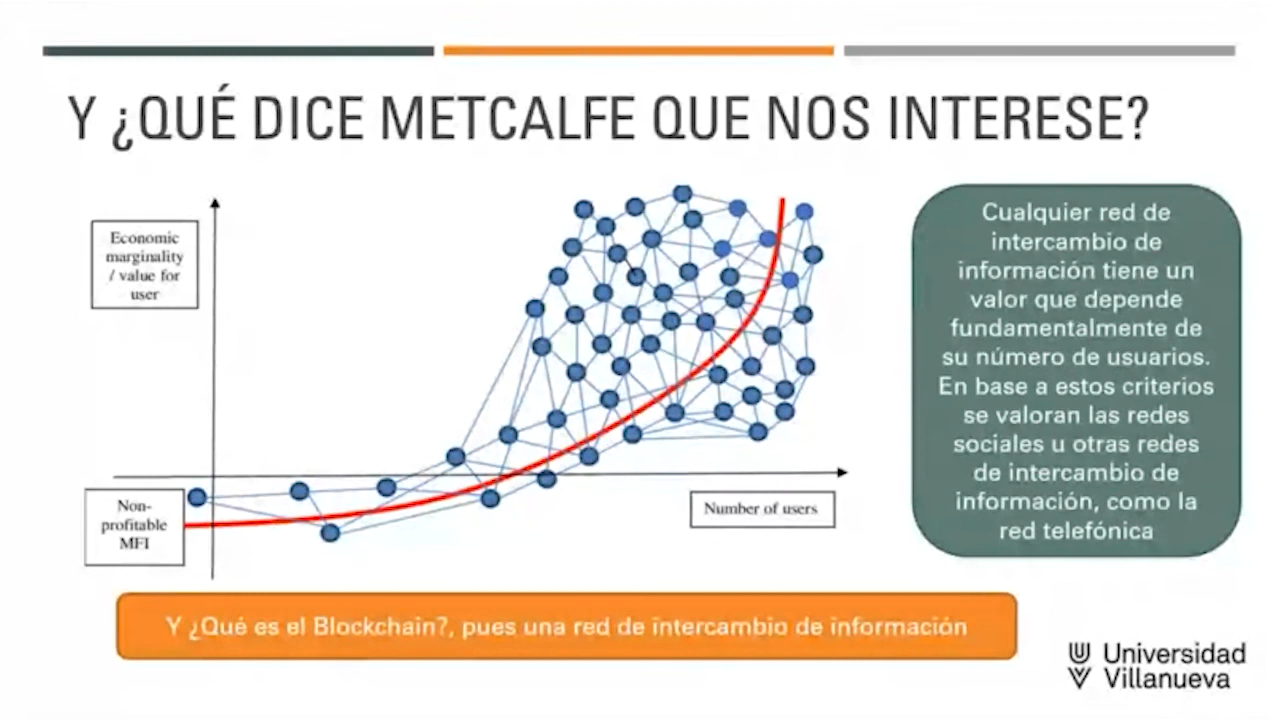 Y ¿QUÉ DICE METCALFE QUE NOS INTERESE?
Economic
marginality
/ value for
user
Non-
profitable
MFI
Number of users
Cualquier red de
intercambio de
información tiene un
valor que depende
fundamentalmente de
su número de usuarios.
En base a estos criterios
se valoran las redes
sociales u otras redes
de intercambio de
información, como la
red telefónica
Y ¿Qué es el Blockchain?, pues una red de intercambio de información
Universidad
Villanueva